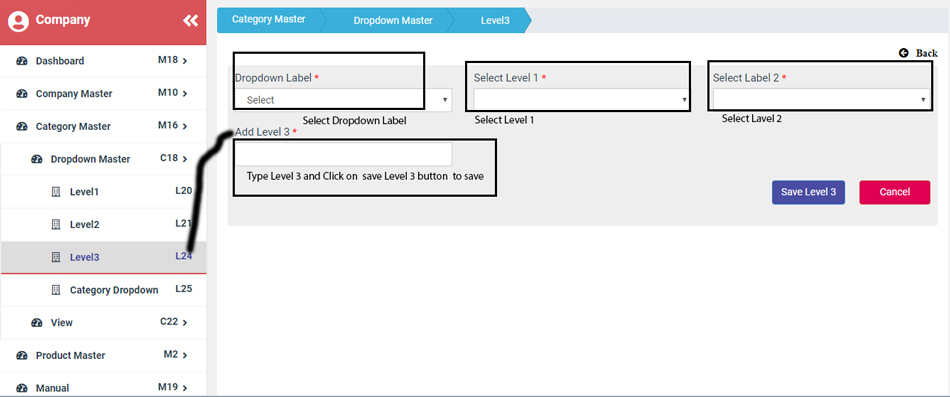 Company
Dashboard M18
Company Master M10
Category Master M16
Dropdown Master C18
Level1 L20
Level2 L21
Level3 L24
Category Dropdown L25
View C22
Product Master M2
Manual M19
Category Master Dropdown Master Level3
Back
Dropdown Label * Select Level 1 * Select Label 2 *
Select
Select Dropdown Label Select Level 1 Select Laval 2
Add Level 3 *
Type Level 3 and Click on save Level 3 button to save
Save Level 3 Cancel